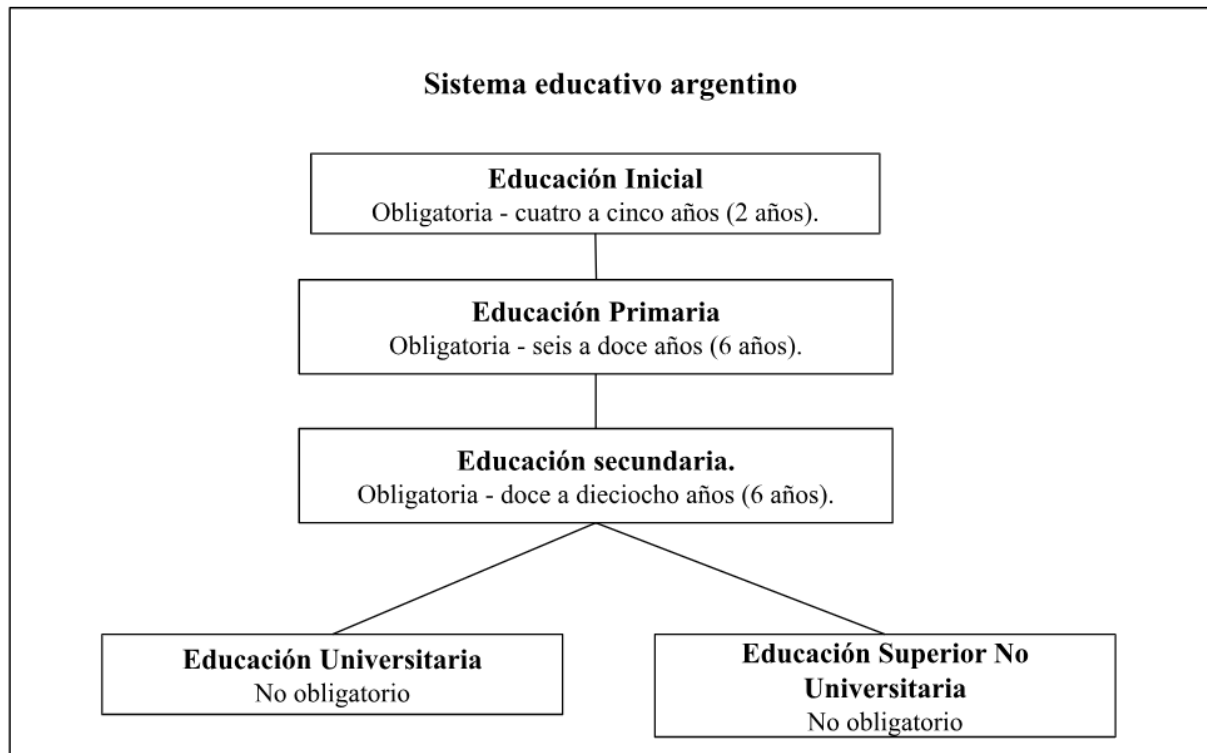 Sistema educativo argentino
Educación Inicial
Obligatoria - cuatro a cinco años (2 años).
Educación Primaria
Obligatoria - seis a doce años (6 años).
Educación secundaria.
Obligatoria - doce a dieciocho años (6 años).
Educación Universitaria
No obligatorio
Educación Superior No
Universitaria
No obligatorio